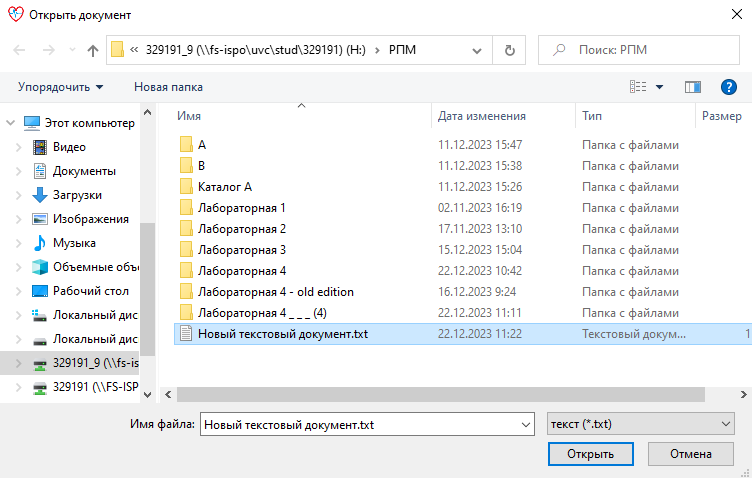 Открыть документ
« 329191_9 (\\fs-ispo\uvc\stud\329191) (H:) › РПМ
Поиск: РПМ
Упорядочить
Новая папка
Имя Дата изменения Тип Размер
Этот компьютер
Видео
Документы
Загрузки
Изображения
Музыка
Объемные объе
Рабочий стол
Локальный дис
Локальный дис
329191_9 (\\fs-is
329191 (\\FS-ISP
A 11.12.2023 15:47 Папка с файлами
B 11.12.2023 15:38 Папка с файлами
Каталог A 11.12.2023 15:26 Папка с файлами
Лабораторная 1 02.11.2023 16:19 Папка с файлами
Лабораторная 2 17.11.2023 13:10 Папка с файлами
Лабораторная 3 15.12.2023 15:04 Папка с файлами
Лабораторная 4 22.12.2023 10:42 Папка с файлами
Лабораторная 4 - old edition 16.12.2023 9:24 Папка с файлами
Лабораторная 4 _ _ _ (4) 22.12.2023 11:11 Папка с файлами
Новый текстовый документ.txt 22.12.2023 11:22 Текстовый докум... 1
Имя файла: Новый текстовый документ.txt
текст (*.txt)
Открыть
Отмена